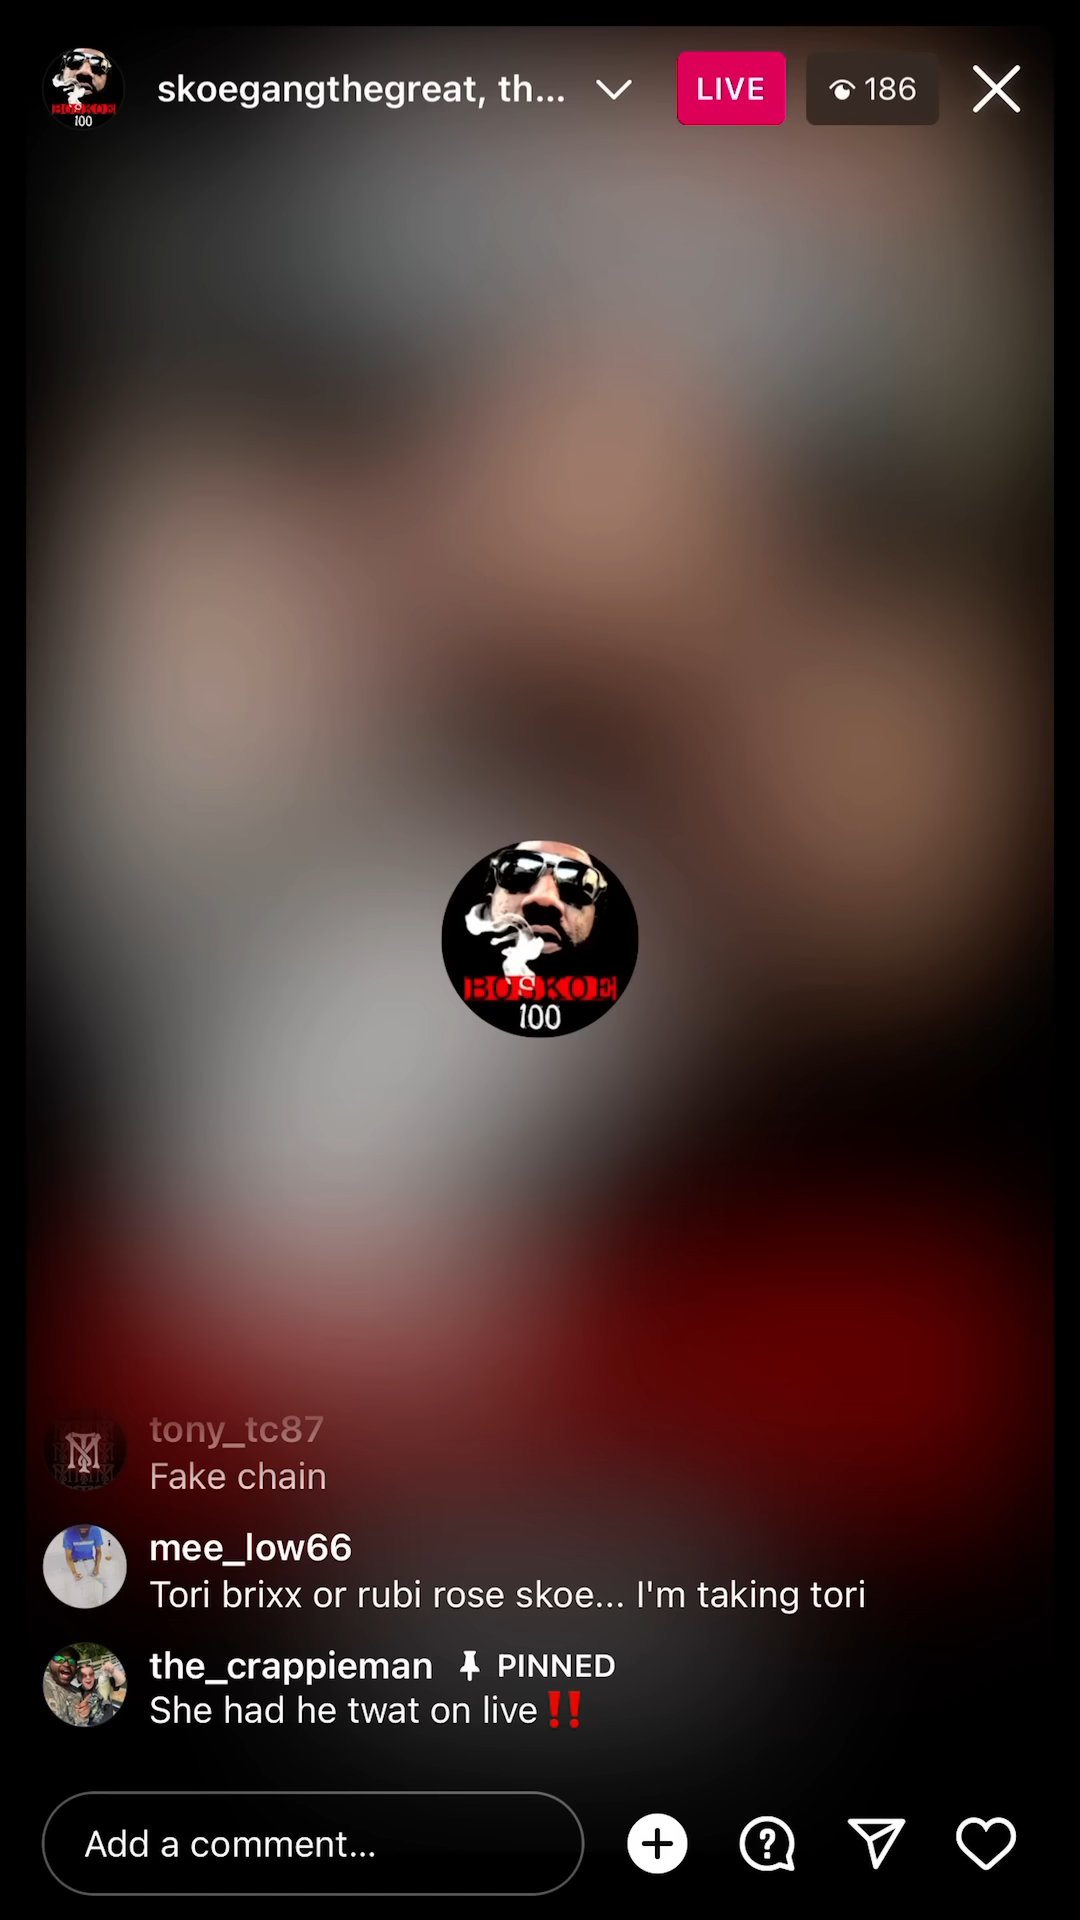 skoegangthegreat, th...
LIVE
186
BOSKOE
100
BOSKOE
100
tony_tc87
Fake chain
mee_low66
Tori brixx or rubi rose skoe... I'm taking tori
the_crappieman PINNED
She had he twat on live‼️
Add a comment...